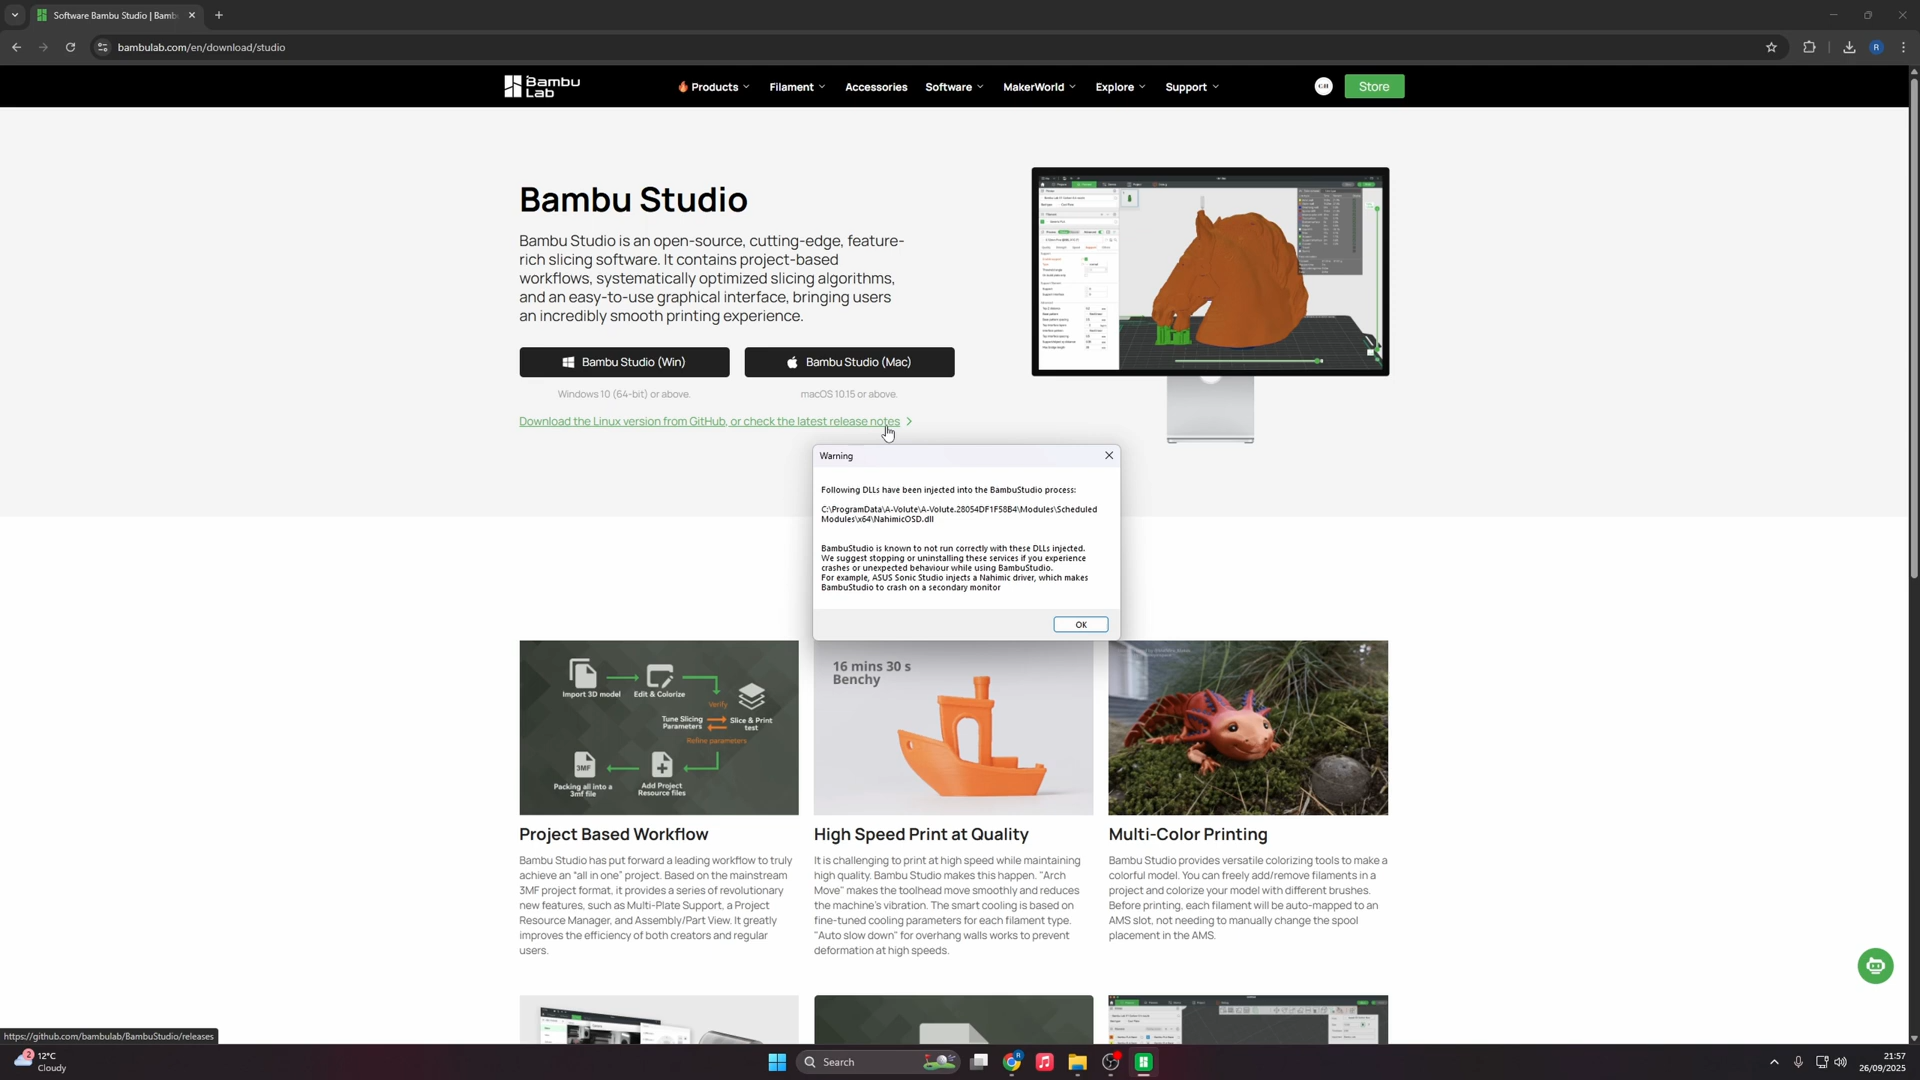 Software Bambu Studio | Bamb
bambulab.com/en/download/studio
R
Bambu Lab
Products
Filament
Accessories
Software
MakerWorld
Explore
Support
Store
Bambu Studio
Bambu Studio is an open-source, cutting-edge, feature-
rich slicing software. It contains project-based
workflows, systematically optimized slicing algorithms,
and an easy-to-use graphical interface, bringing users
an incredibly smooth printing experience.
Bambu Studio (Win)
Bambu Studio (Mac)
Windows 10 (64-bit) or above.
macOS 10.15 or above.
Download the Linux version from GitHub, or check the latest release notes
Warning
Following DLLs have been injected into the BambuStudio process:
C:\ProgramData\A-Volute\A-Volute.28054DF1F58B4\Modules\Scheduled
Modules\x64\NahimicOSD.dll
BambuStudio is known to not run correctly with these DLLs injected.
We suggest stopping or uninstalling these services if you experience
crashes or unexpected behaviour while using BambuStudio.
For example, ASUS Sonic Studio injects a Nahimic driver, which makes
BambuStudio to crash on a secondary monitor
OK
Import 3D model
Edit & Colorize
Verify
Tune Slicing
Parameters
Slice & Print
test
Refine parameters
3MF
Packing all into a
3mf file
Add Project
Resource files
16 mins 30 s
Benchy
Project Based Workflow
Bambu Studio has put forward a leading workflow to truly
achieve an "all in one" project. Based on the mainstream
3MF project format, it provides a series of revolutionary
new features, such as Multi-Plate Support, a Project
Resource Manager, and Assembly/Part View. It greatly
improves the efficiency of both creators and regular
users.
High Speed Print at Quality
It is challenging to print at high speed while maintaining
high quality. Bambu Studio makes this happen. "Arch
Move" makes the toolhead move smoothly and reduces
the machine's vibration. The smart cooling is based on
fine-tuned cooling parameters for each filament type.
"Auto slow down" for overhang walls works to prevent
deformation at high speeds.
Multi-Color Printing
Bambu Studio provides versatile colorizing tools to make a
colorful model. You can freely add/remove filaments in a
project and colorize your model with different brushes.
Before printing, each filament will be auto-mapped to an
AMS slot, not needing to manually change the spool
placement in the AMS.
https://github.com/bambulab/BambuStudio/releases
2
12°C
Cloudy
Search
21:57
26/09/2025